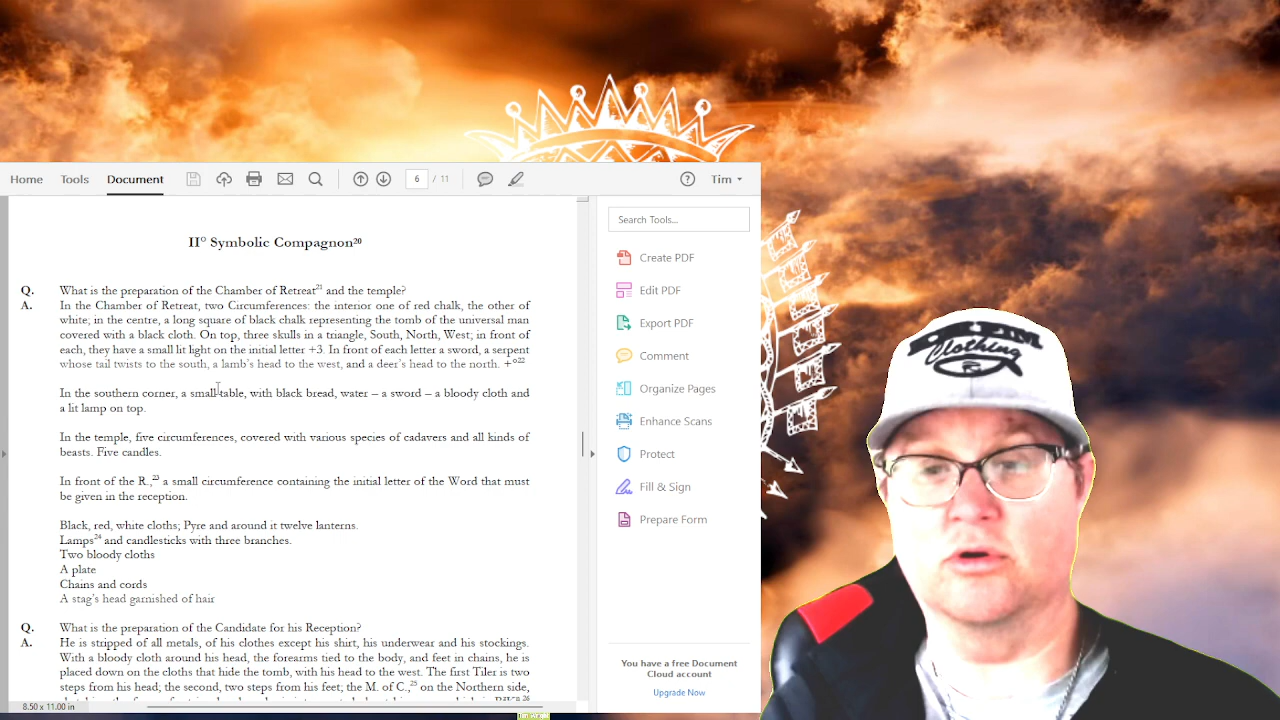 Home Tools Document 6 / 11 Tim
Search Tools...
Create PDF
Edit PDF
Export PDF
Comment
Organize Pages
Enhance Scans
Protect
Fill & Sign
Prepare Form
You have a free Document
Cloud account
Upgrade Now
II° Symbolic Compagnon20
Q. What is the preparation of the Chamber of Retreat21 and the temple?
A. In the Chamber of Retreat, two Circumferences: the interior one of red chalk, the other of
white; in the centre, a long square of black chalk representing the tomb of the universal man
covered with a black cloth. On top, three skulls in a triangle, South, North, West; in front of
each, they have a small lit light on the initial letter +3. In front of each letter a sword, a serpent
whose tail twists to the south, a lamb's head to the west, and a deer's head to the north. +°22
In the southern corner, a small table, with black bread, water – a sword – a bloody cloth and
a lit lamp on top.
In the temple, five circumferences, covered with various species of cadavers and all kinds of
beasts. Five candles.
In front of the R.,23 a small circumference containing the initial letter of the Word that must
be given in the reception.
Black, red, white cloths; Pyre and around it twelve lanterns.
Lamps24 and candlesticks with three branches.
Two bloody cloths
A plate
Chains and cords
A stag's head garnished of hair
Q. What is the preparation of the Candidate for his Reception?
A. He is stripped of all metals, of his clothes except his shirt, his underwear and his stockings.
With a bloody cloth around his head, the forearms tied to the body, and feet in chains, he is
placed down on the cloths that hide the tomb, with his head to the west. The first Tiler is two
steps from his head; the second, two steps from his feet; the M. of C.,25 on the Northern side,
8.50 x 11.00 in
Clothing